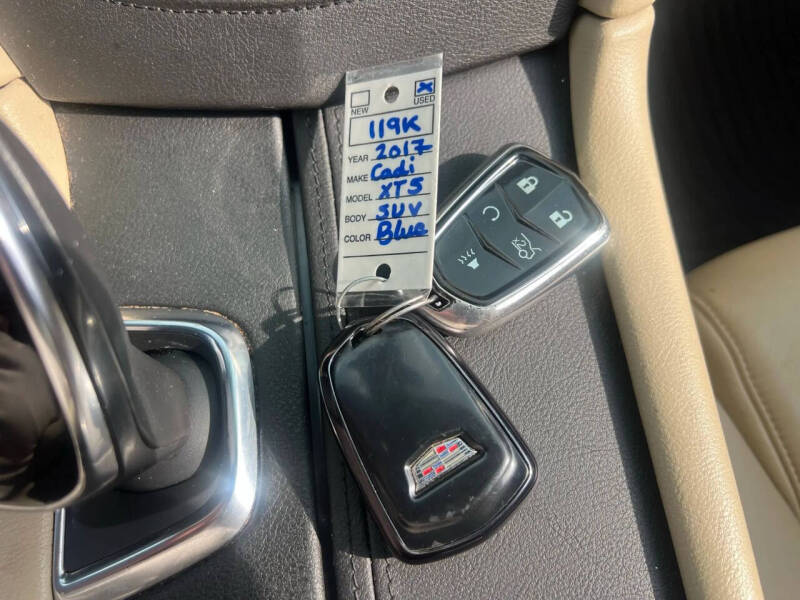 NEW USED
119K
YEAR 2017
MAKE Cadi
MODEL XT5
BODY SUV
COLOR Blue